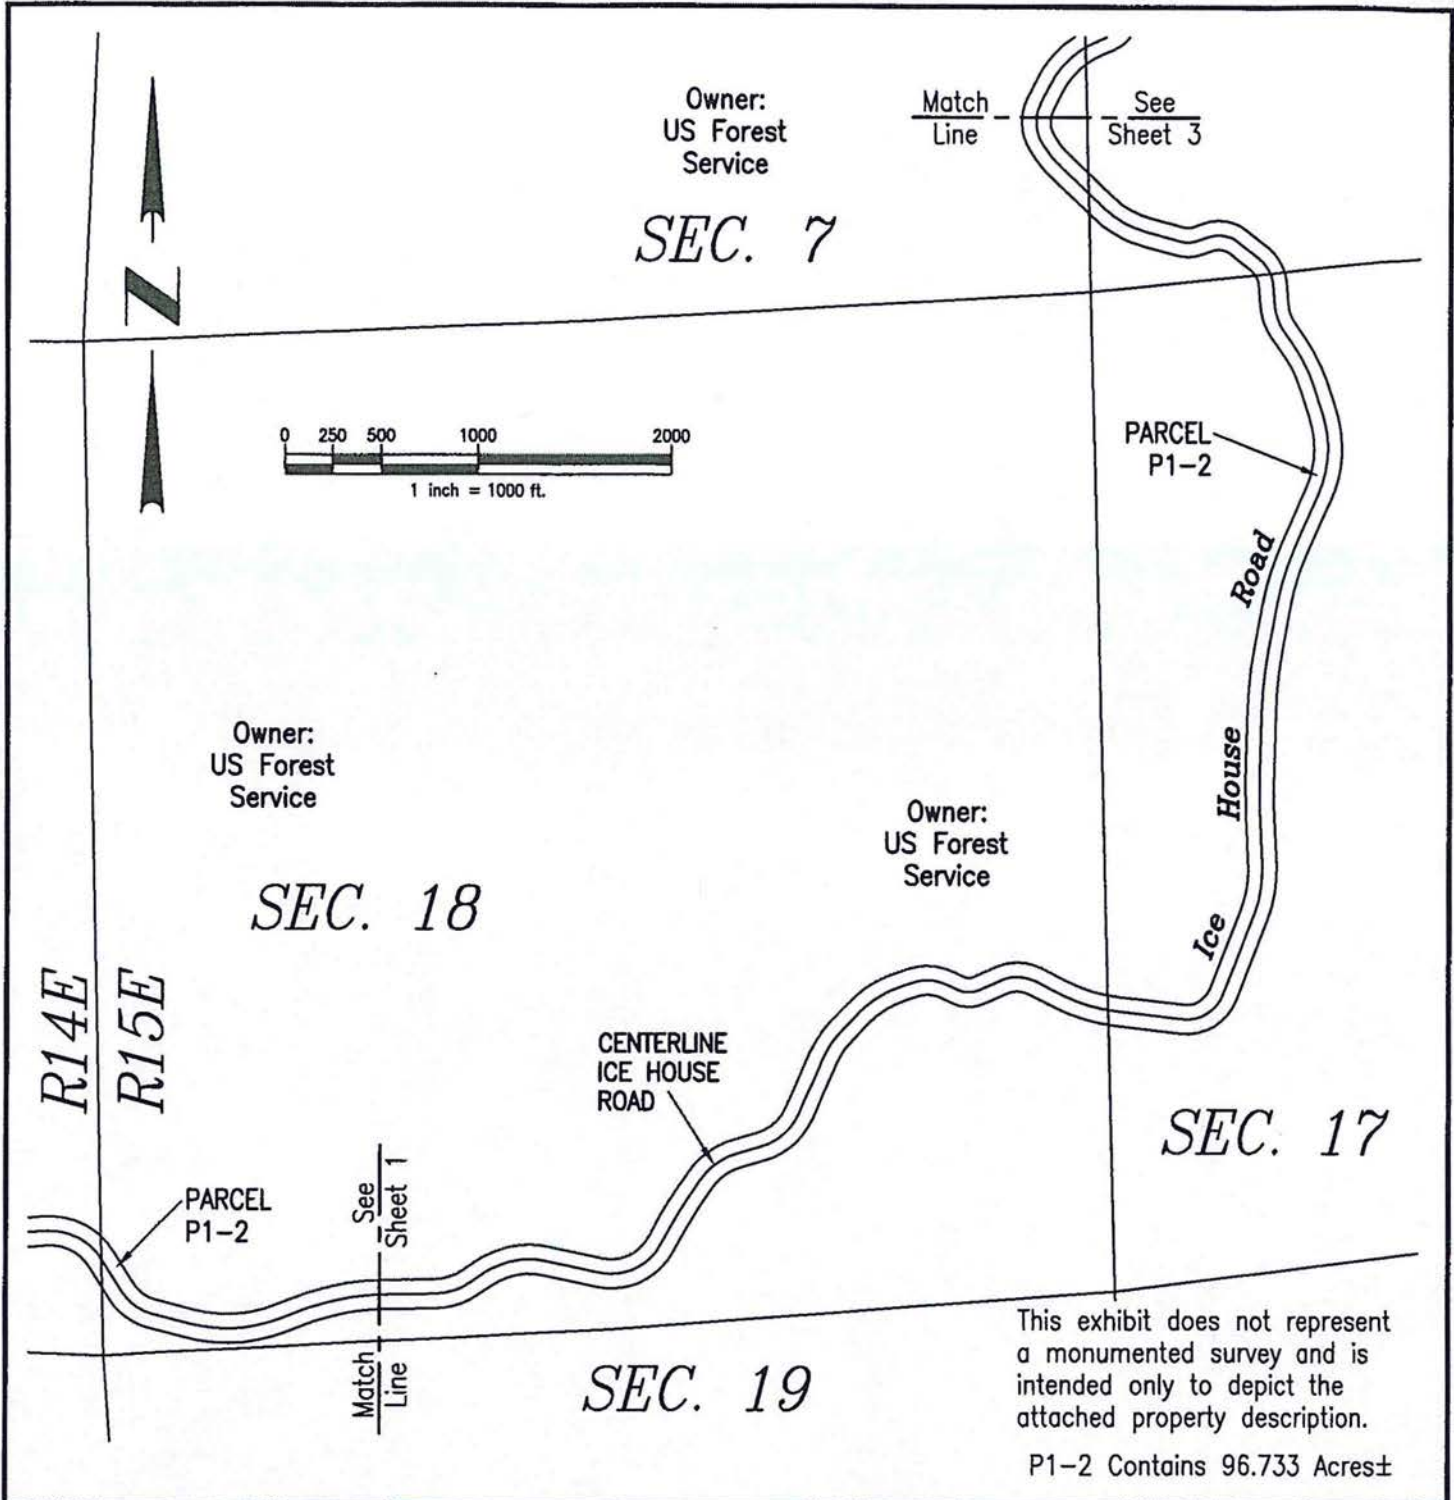 Owner:
US Forest
Service
Match
Line
See
Sheet 3
SEC. 7
N
0 250 500 1000 2000
1 inch = 1000 ft.
PARCEL
P1-2
Ice House Road
Owner:
US Forest
Service
Owner:
US Forest
Service
SEC. 18
R14E
R15E
CENTERLINE
ICE HOUSE
ROAD
SEC. 17
PARCEL
P1-2
See
Sheet 1
Match
Line
SEC. 19
This exhibit does not represent
a monumented survey and is
intended only to depict the
attached property description.
P1-2 Contains 96.733 Acres±